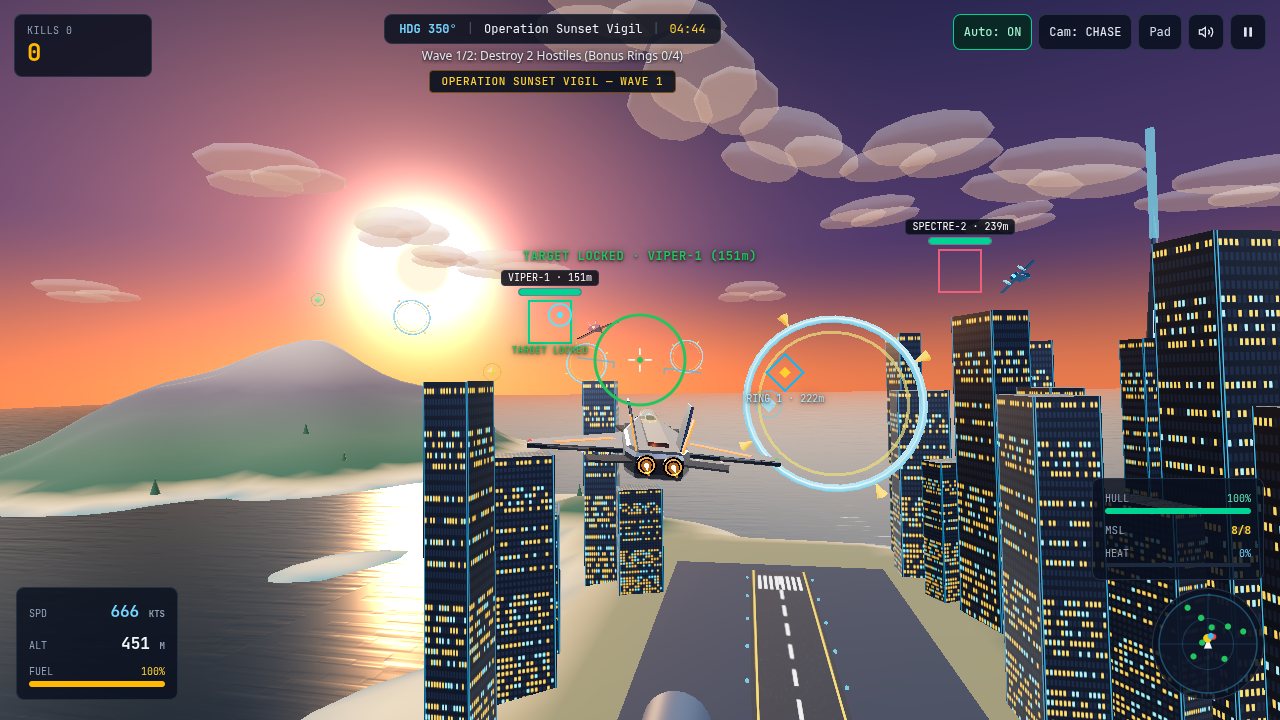 KILLS 0
0
HDG 350° | Operation Sunset Vigil | 04:44
Wave 1/2: Destroy 2 Hostiles (Bonus Rings 0/4)
OPERATION SUNSET VIGIL — WAVE 1
Auto: ON
Cam: CHASE
Pad
SPECTRE-2 · 239m
TARGET LOCKED · VIPER-1 (151m)
VIPER-1 · 151m
TARGET LOCKED
RING 1 · 222m
HULL 100%
MSL 8/8
HEAT 0%
SPD 666 KTS
ALT 451 M
FUEL 100%